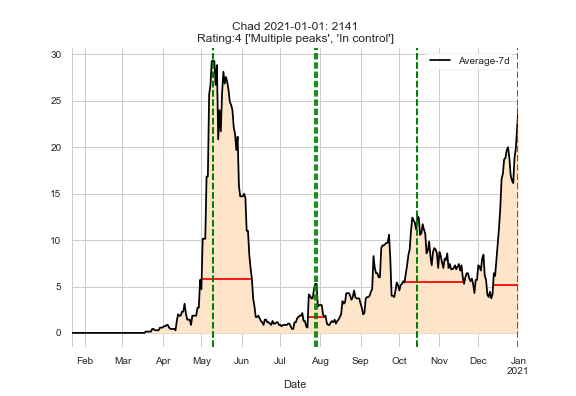 Chad 2021-01-01: 2141
Rating:4 ['Multiple peaks', 'In control']
Average-7d
30
25
20
15
10
5
0
Feb Mar Apr May Jun Jul Aug Sep Oct Nov Dec Jan
2021
Date